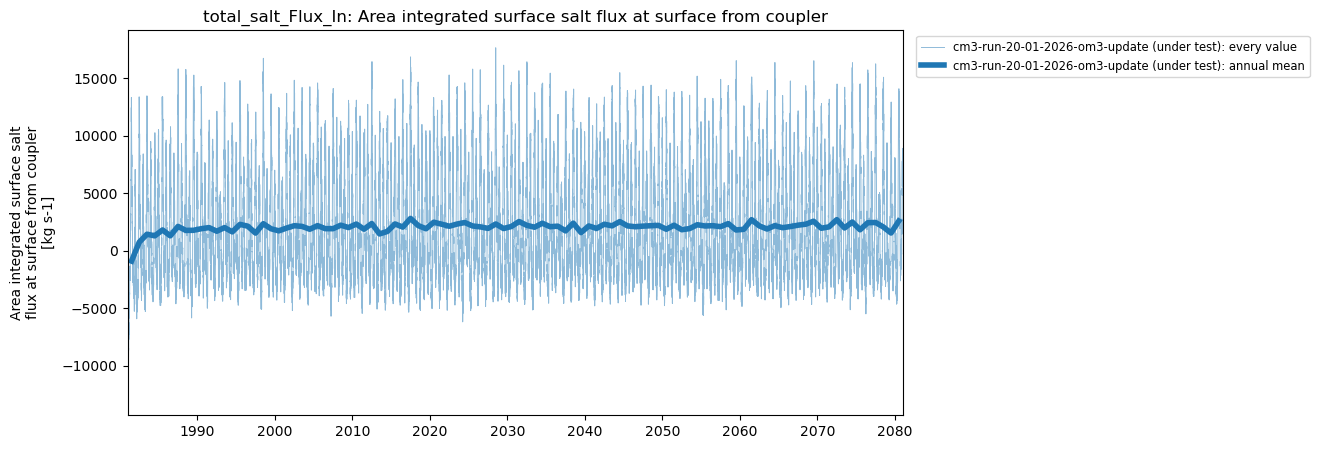 total_salt_Flux_In: Area integrated surface salt flux at surface from coupler
cm3-run-20-01-2026-om3-update (under test): every value
cm3-run-20-01-2026-om3-update (under test): annual mean
Area integrated surface salt
flux at surface from coupler
[kg s-1]
15000
10000
5000
0
−5000
−10000
1990
2000
2010
2020
2030
2040
2050
2060
2070
2080